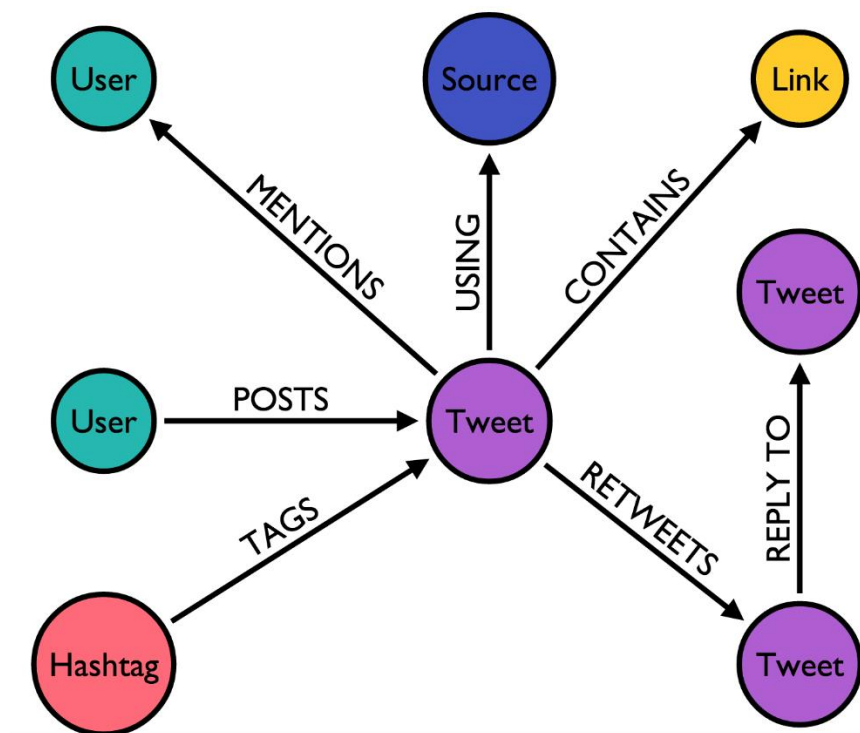 User
Source
Link
MENTIONS
USING
CONTAINS
Tweet
User
POSTS
Tweet
TAGS
RETWEETS
REPLY TO
Hashtag
Tweet